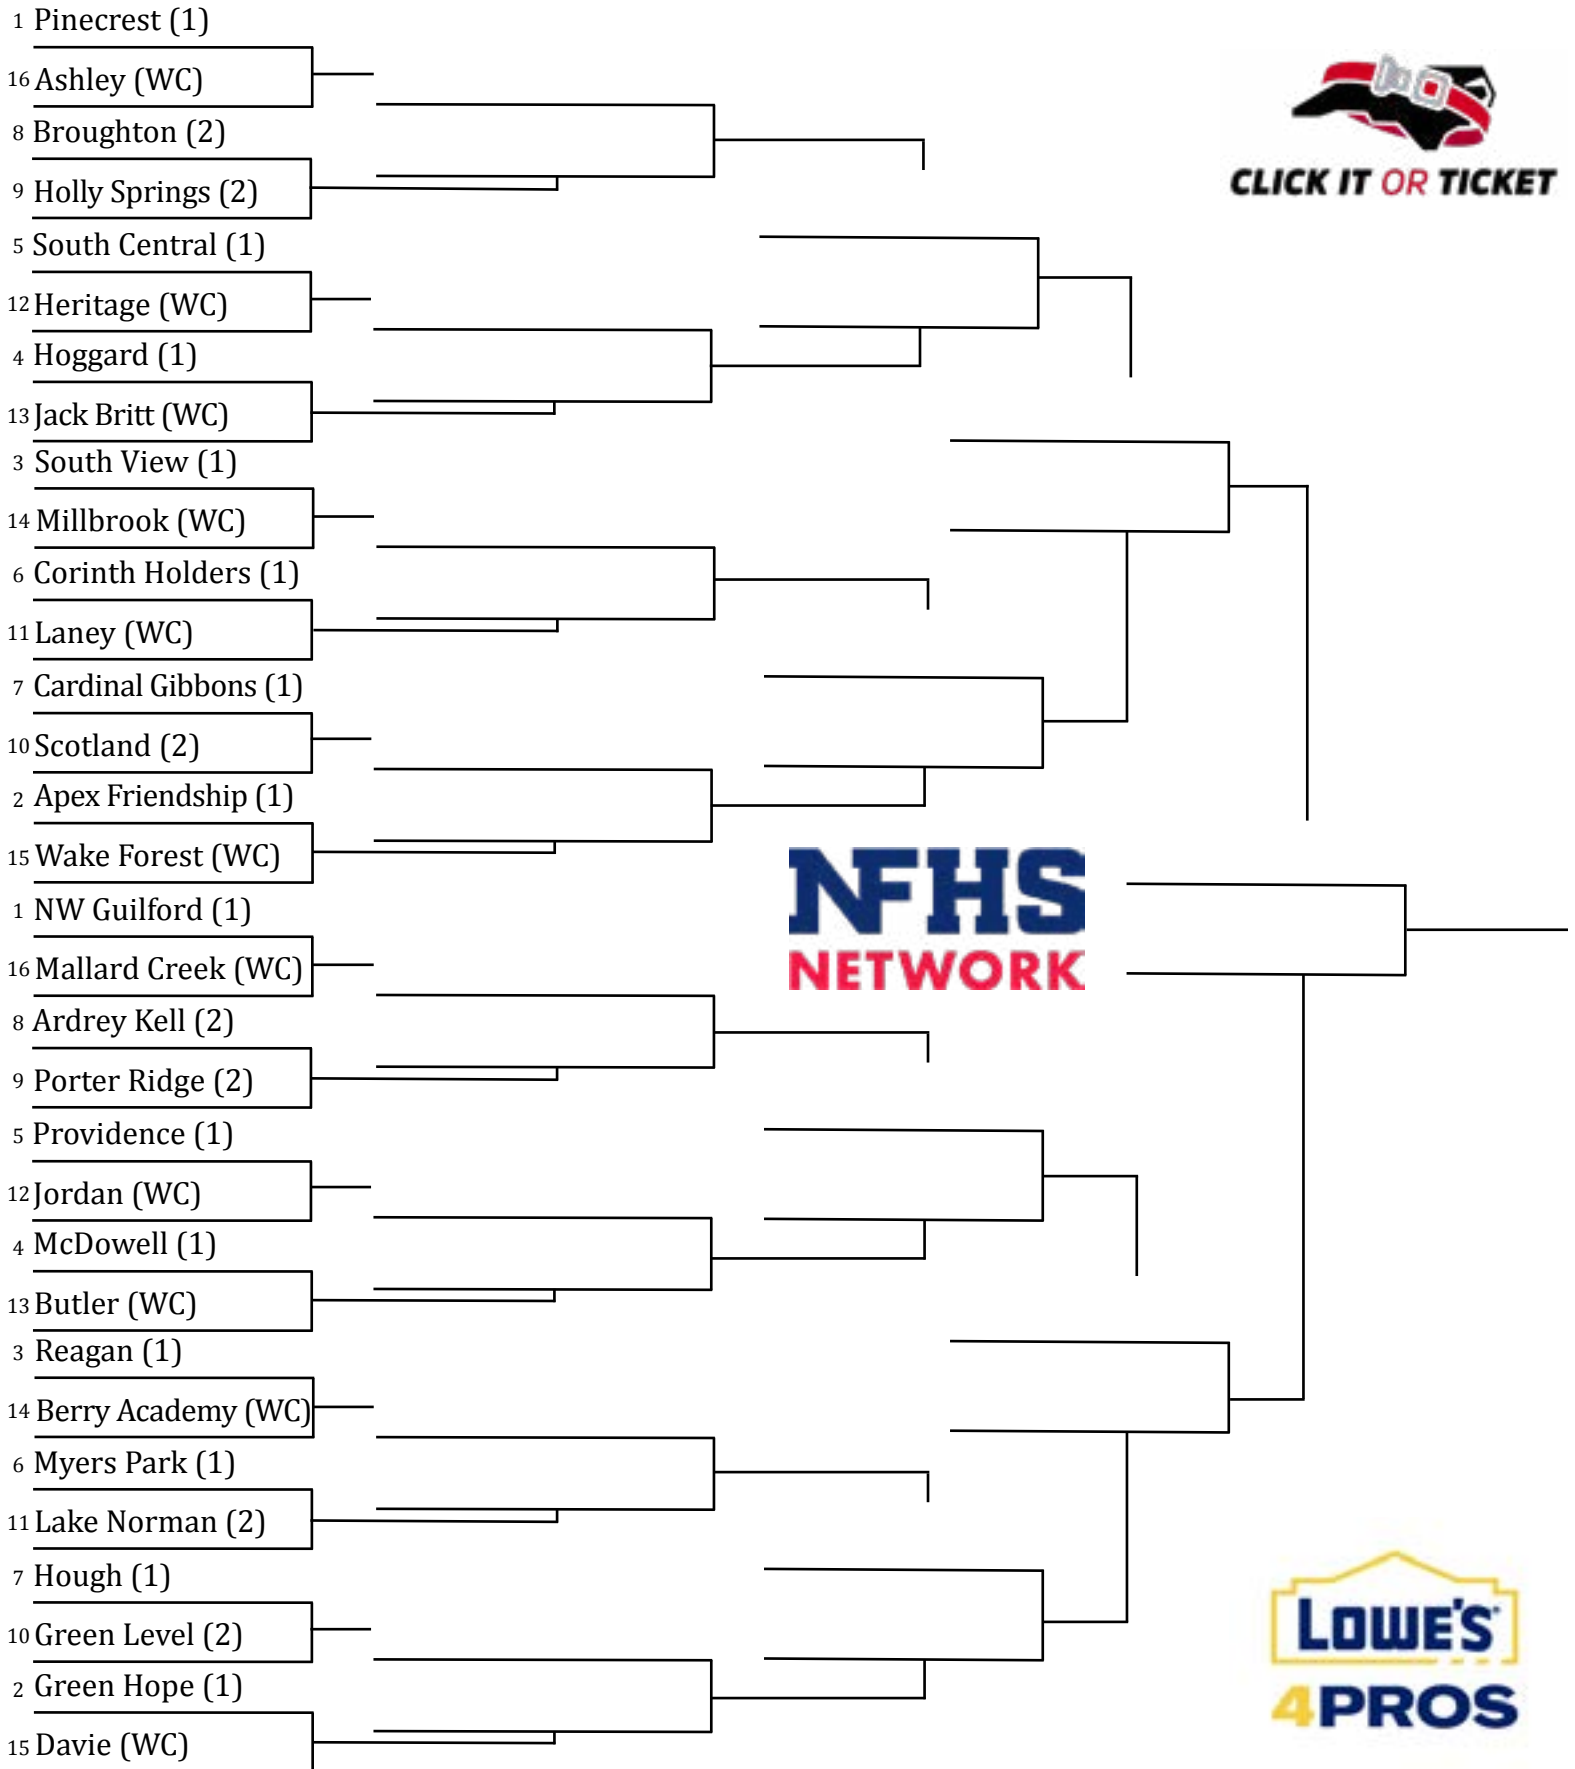 1 Pinecrest (1)
16 Ashley (WC)
8 Broughton (2)
9 Holly Springs (2)
5 South Central (1)
12 Heritage (WC)
4 Hoggard (1)
13 Jack Britt (WC)
3 South View (1)
14 Millbrook (WC)
6 Corinth Holders (1)
11 Laney (WC)
7 Cardinal Gibbons (1)
10 Scotland (2)
2 Apex Friendship (1)
15 Wake Forest (WC)
1 NW Guilford (1)
16 Mallard Creek (WC)
8 Ardrey Kell (2)
9 Porter Ridge (2)
5 Providence (1)
12 Jordan (WC)
4 McDowell (1)
13 Butler (WC)
3 Reagan (1)
14 Berry Academy (WC)
6 Myers Park (1)
11 Lake Norman (2)
7 Hough (1)
10 Green Level (2)
2 Green Hope (1)
15 Davie (WC)
CLICK IT OR TICKET
NFHS
NETWORK
LOWE'S
4PROS